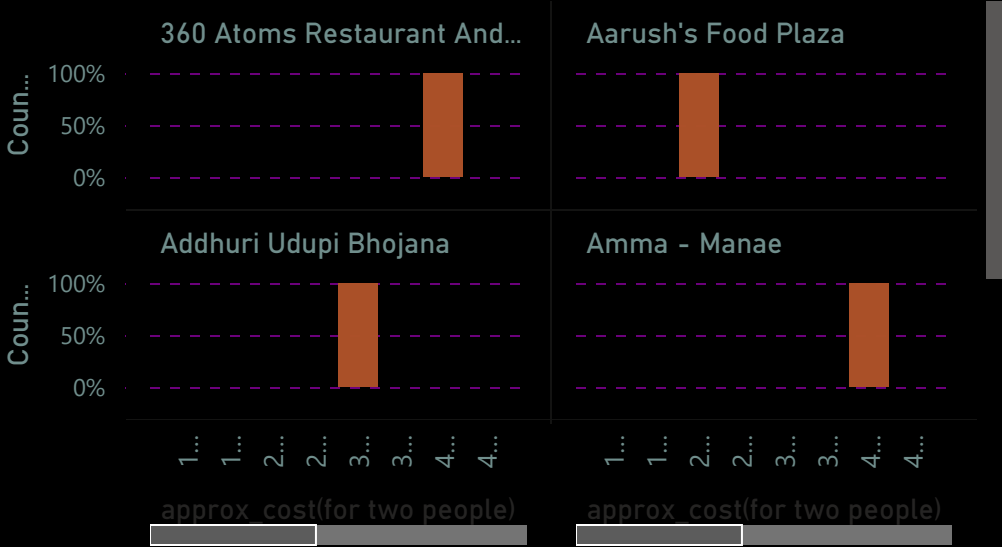 360 Atoms Restaurant And...
Aarush's Food Plaza
Coun...
100%
50%
0%
Addhuri Udupi Bhojana
Amma - Manae
Coun...
100%
50%
0%
1... 1... 2... 2... 3... 3... 4... 4...
1... 1... 2... 2... 3... 3... 4... 4...
approx_cost(for two people)
approx_cost(for two people)